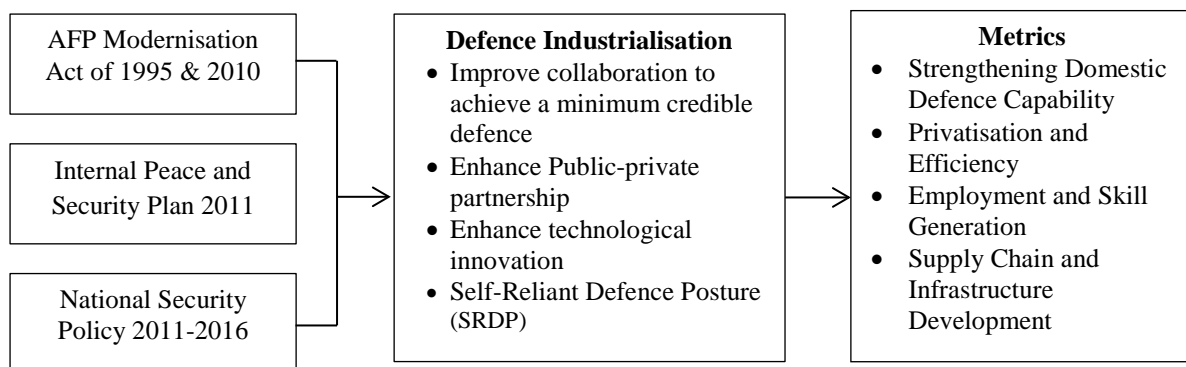 AFP Modernisation
Act of 1995 & 2010
Internal Peace and
Security Plan 2011
National Security
Policy 2011-2016
Defence Industrialisation
• Improve collaboration to
achieve a minimum credible
defence
• Enhance Public-private
partnership
• Enhance technological
innovation
• Self-Reliant Defence Posture
(SRDP)
Metrics
• Strengthening Domestic
Defence Capability
• Privatisation and
Efficiency
• Employment and Skill
Generation
• Supply Chain and
Infrastructure
Development